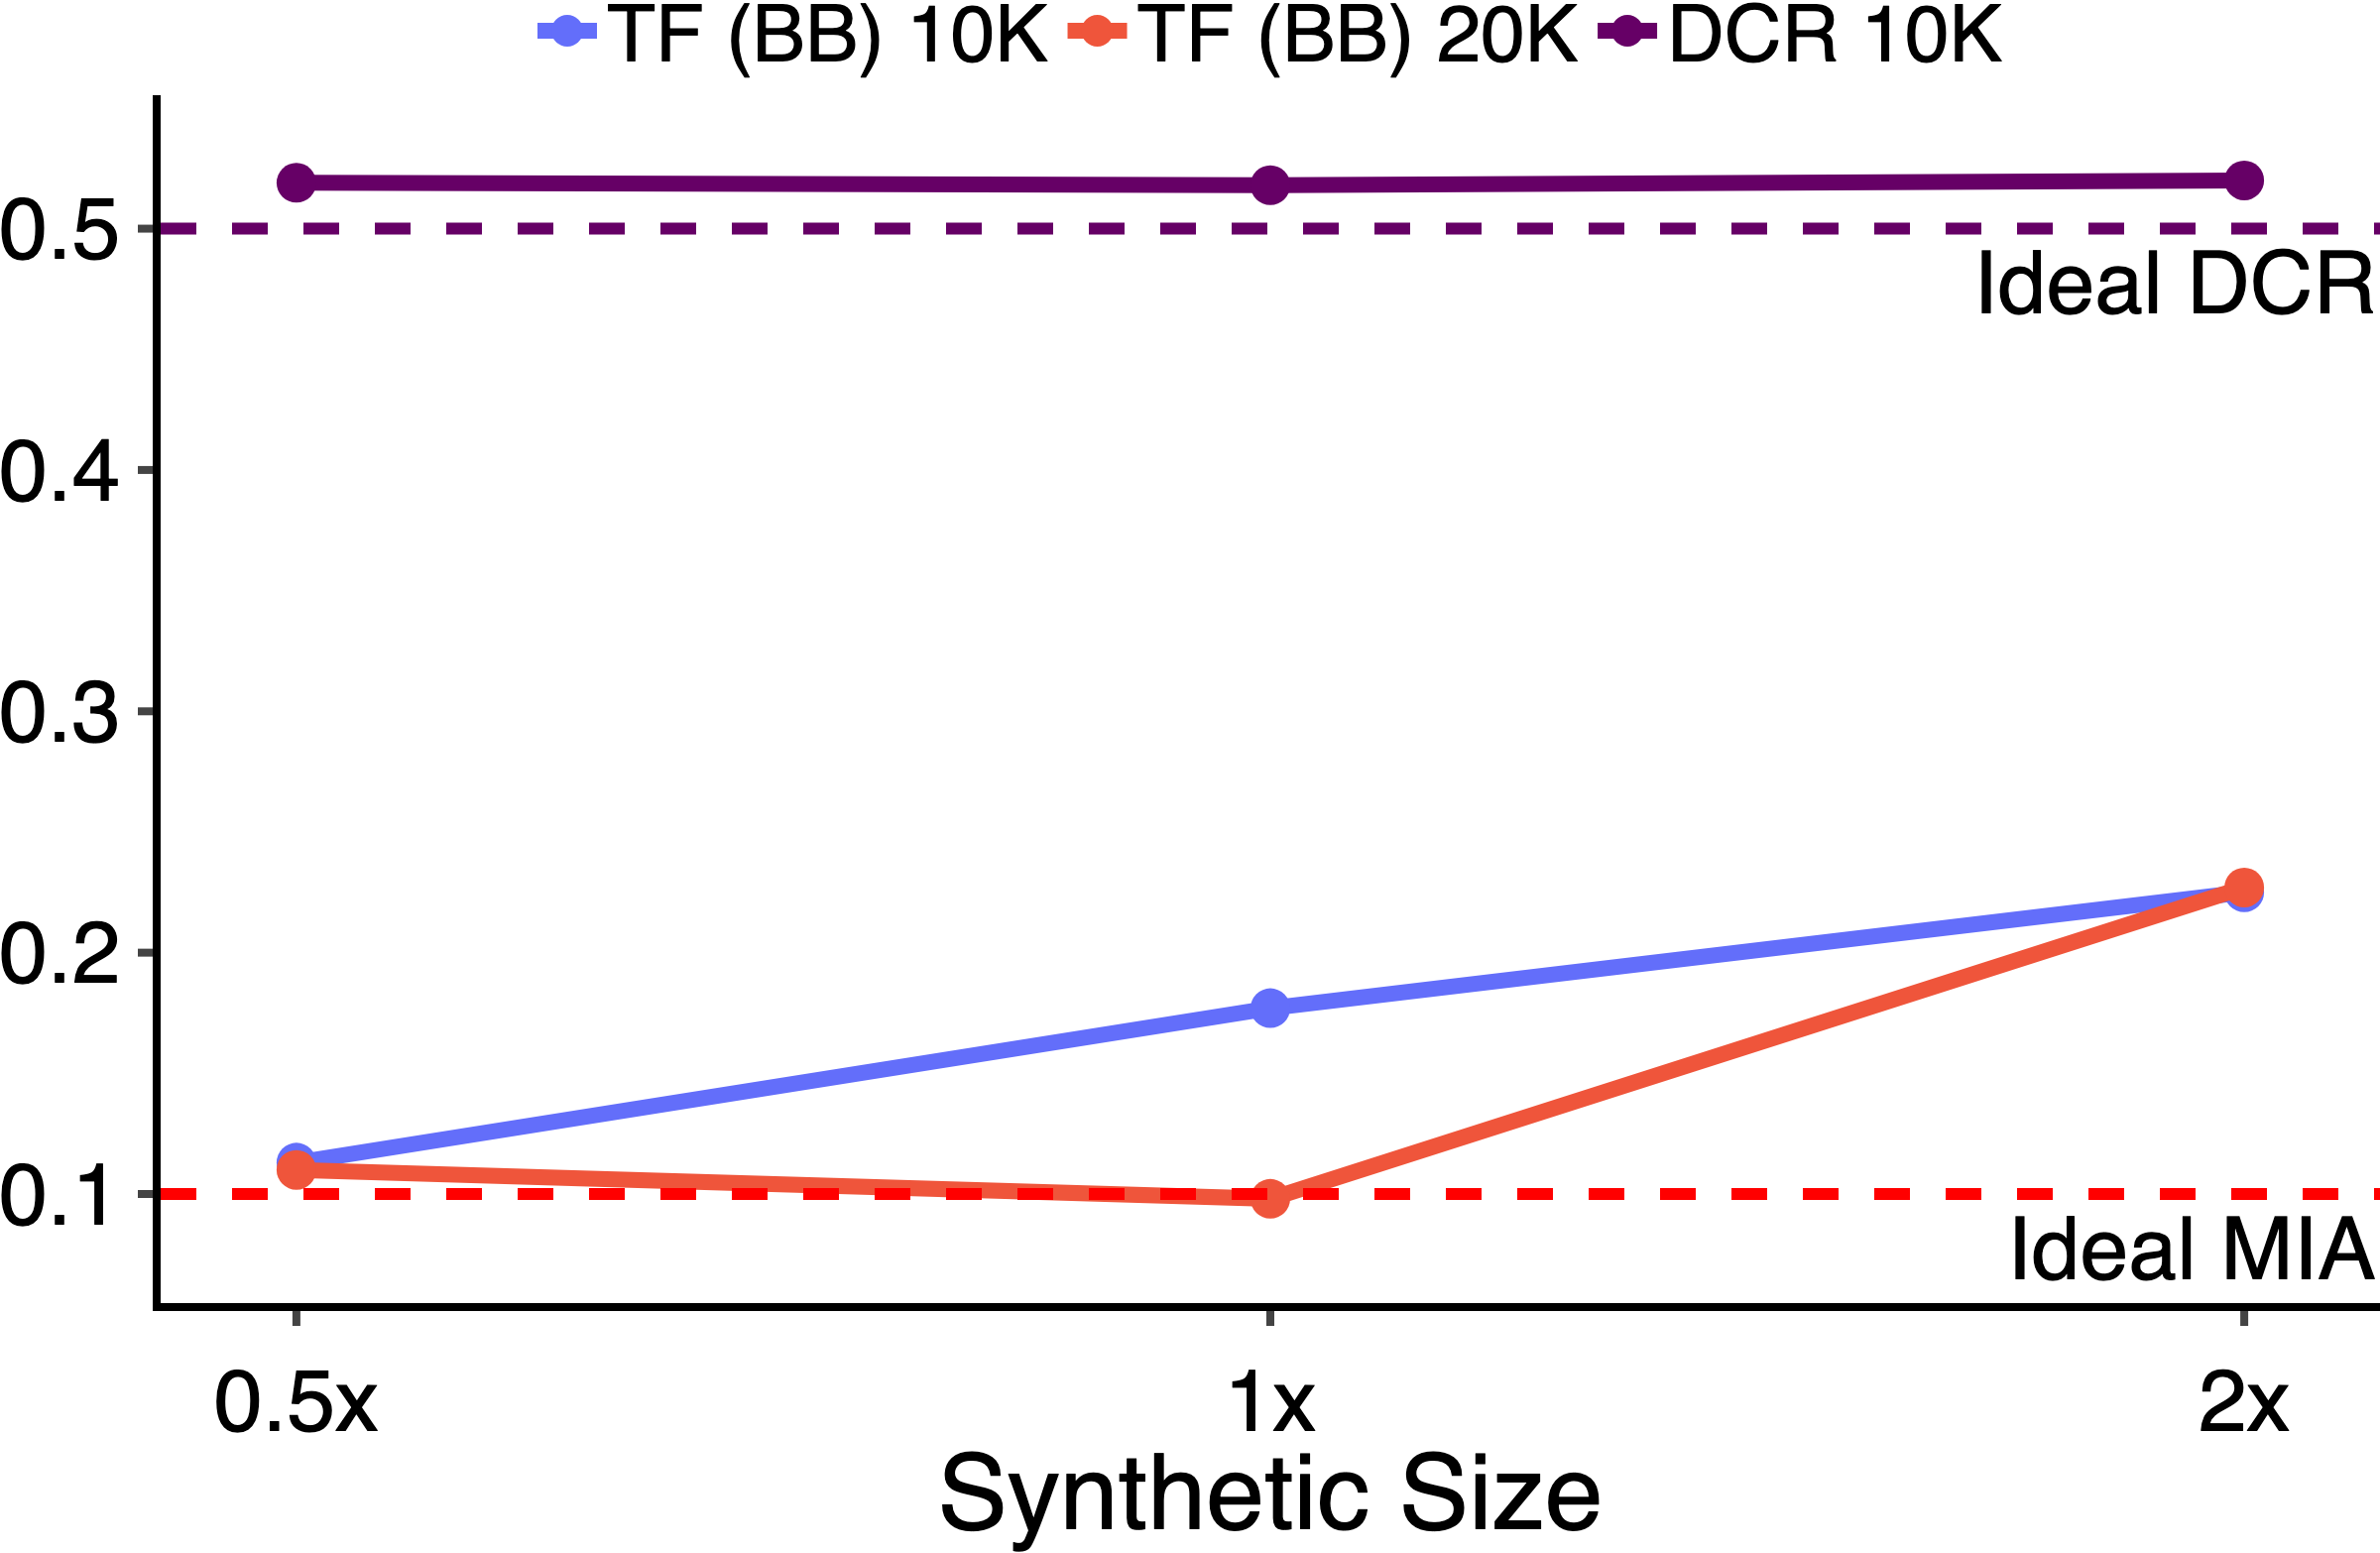 TF (BB) 10K TF (BB) 20K DCR 10K
0.5
Ideal DCR
0.4
0.3
0.2
0.1
Ideal MIA
0.5x 1x 2x
Synthetic Size